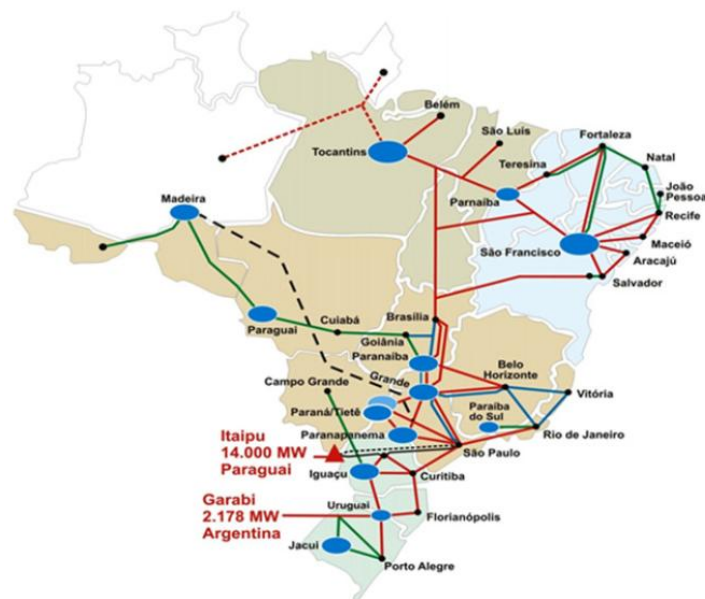 Belém
São Luís
Fortaleza
Tocantins
Teresina
Natal
João
Pessoa
Madeira
Parnaíba
Recife
São Francisco
Maceió
Aracajú
Salvador
Brasília
Cuiabá
Paraguai
Goiânia
Paranaíba
Grande
Belo
Horizonte
Campo Grande
Vitória
Paraíba
do Sul
Paraná/Tietê
Paranapanema
Rio de Janeiro
São Paulo
Itaipu
14.000 MW
Paraguai
Iguaçu
Curitiba
Garabi
2.178 MW
Argentina
Uruguai
Florianópolis
Jacui
Porto Alegre